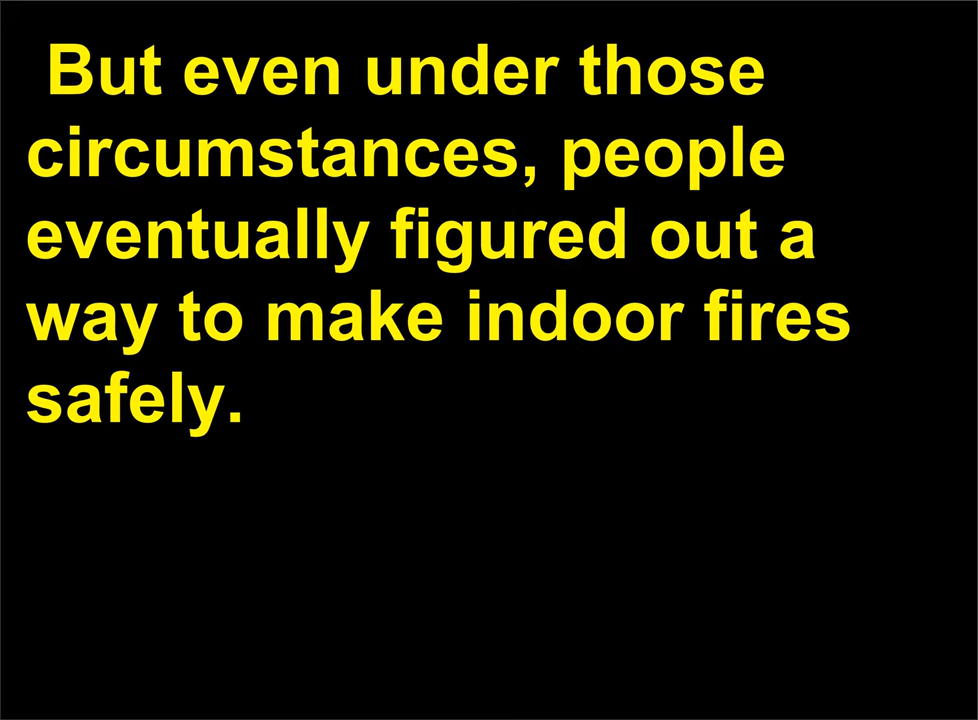 But even under those
circumstances, people
eventually figured out a
way to make indoor fires
safely.